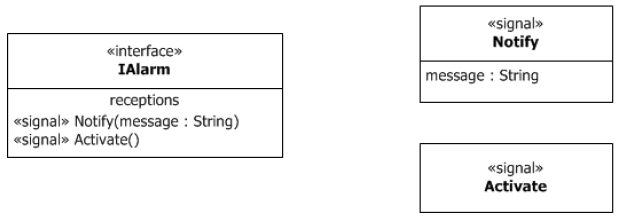 «interface»
IAlarm
receptions
«signal» Notify(message : String)
«signal» Activate()
«signal»
Notify
message : String
«signal»
Activate